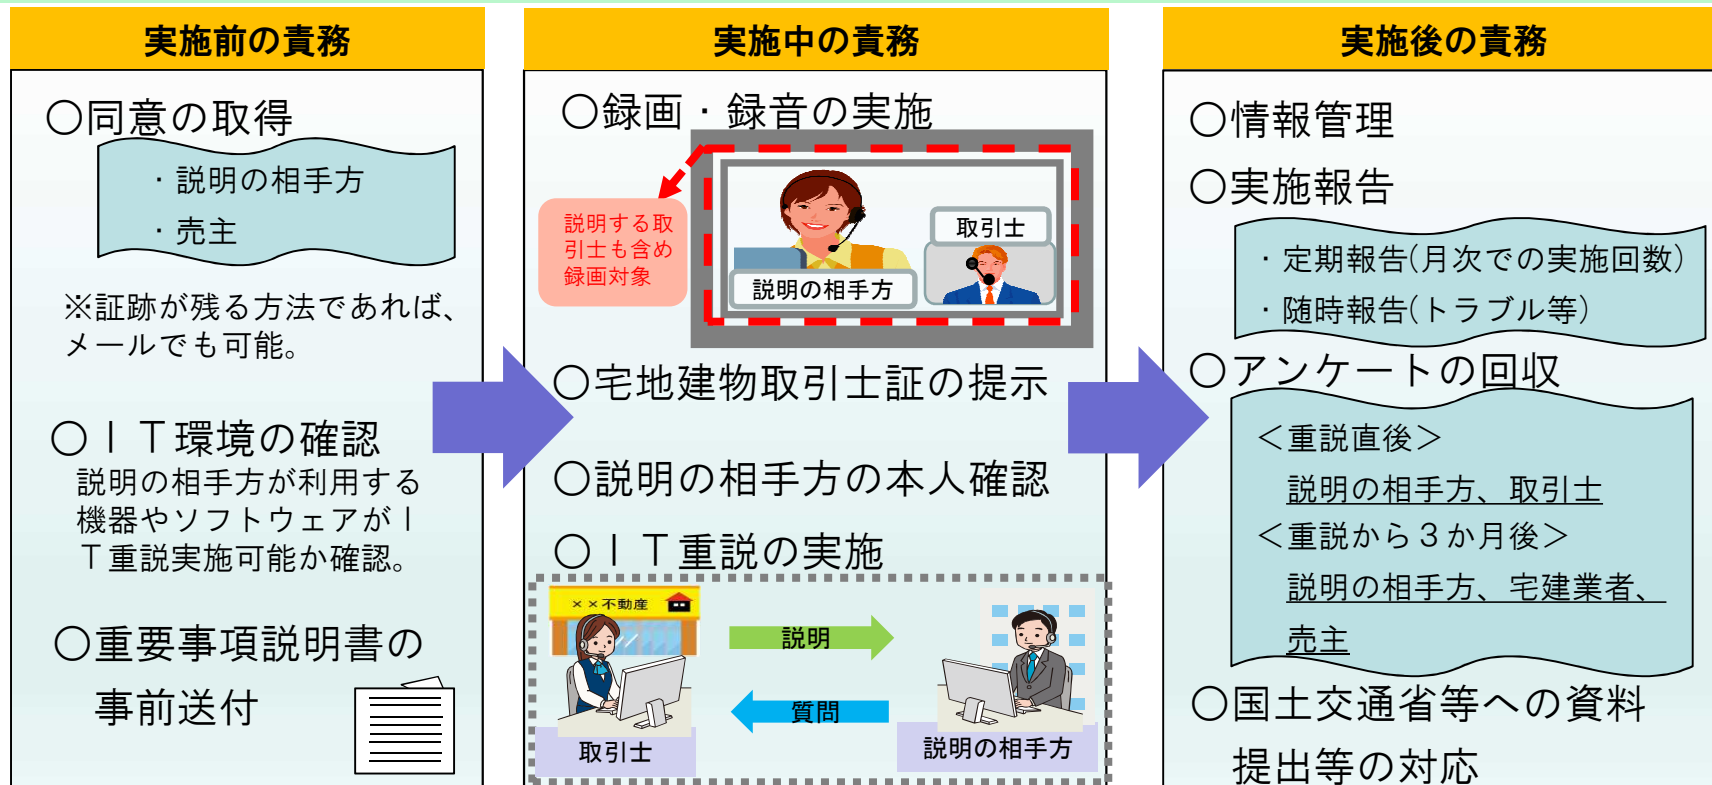 実施前の責務
〇同意の取得
・説明の相手方
・売主
※証跡が残る方法であれば、
メールでも可能。
〇ＩＴ環境の確認
説明の相手方が利用する
機器やソフトウェアがＩ
Ｔ重説実施可能か確認。
〇重要事項説明書の
事前送付
実施中の責務
〇録画・録音の実施
説明する取
引士も含め
録画対象
取引士
説明の相手方
〇宅地建物取引士証の提示
〇説明の相手方の本人確認
〇ＩＴ重説の実施
××不動産
説明
質問
取引士
説明の相手方
実施後の責務
〇情報管理
〇実施報告
・定期報告(月次での実施回数)
・随時報告(トラブル等)
〇アンケートの回収
＜重説直後＞
説明の相手方、取引士
＜重説から３か月後＞
説明の相手方、宅建業者、
売主
〇国土交通省等への資料
提出等の対応